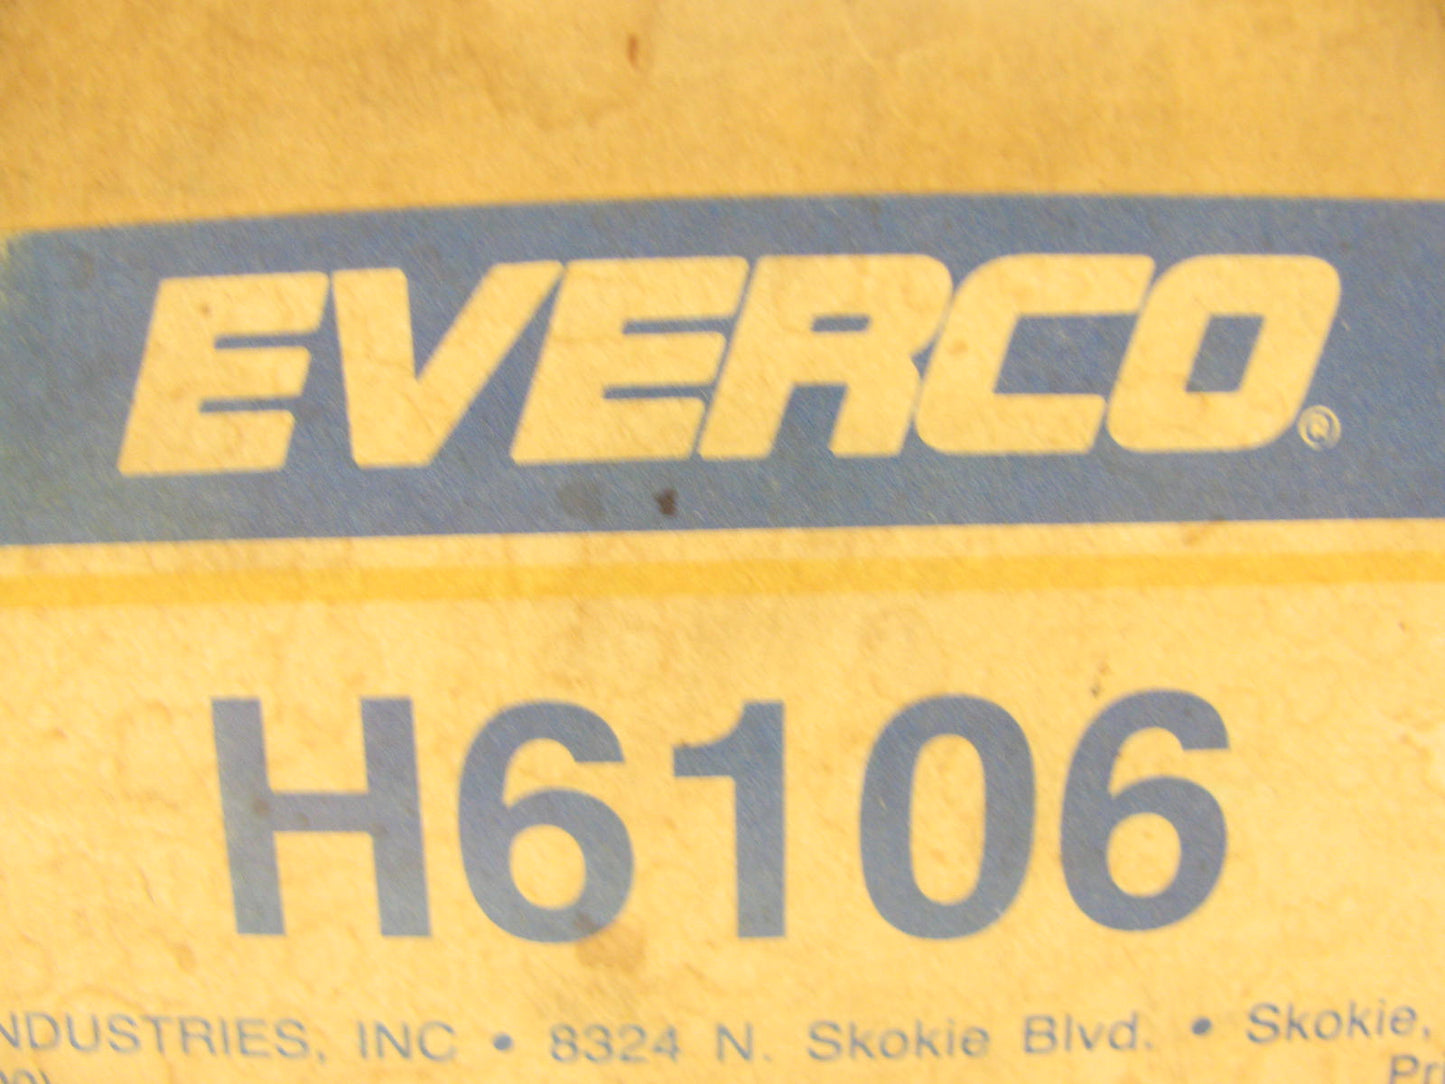 EVERCO®
H6106
NDUSTRIES, INC • 8324 N. Skokie Blvd. • Skokie,